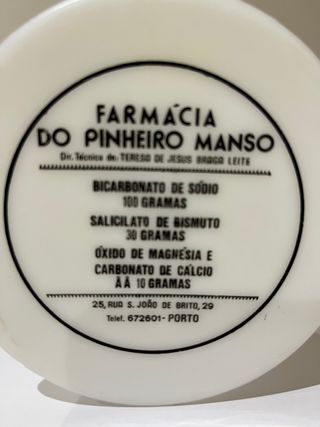 FARMÁCIA
DO PINHEIRO MANSO
Dir. Técnica de: TERESA DE JESUS BRAGA LEITE
BICARBONATO DE SÓDIO
100 GRAMAS
SALICILATO DE BISMUTO
30 GRAMAS
ÓXIDO DE MAGNÉSIA E
CARBONATO DE CÁLCIO
ÀÀ 10 GRAMAS
25, RUA S. JOÃO DE BRITO, 29
Telef. 672601 - PORTO